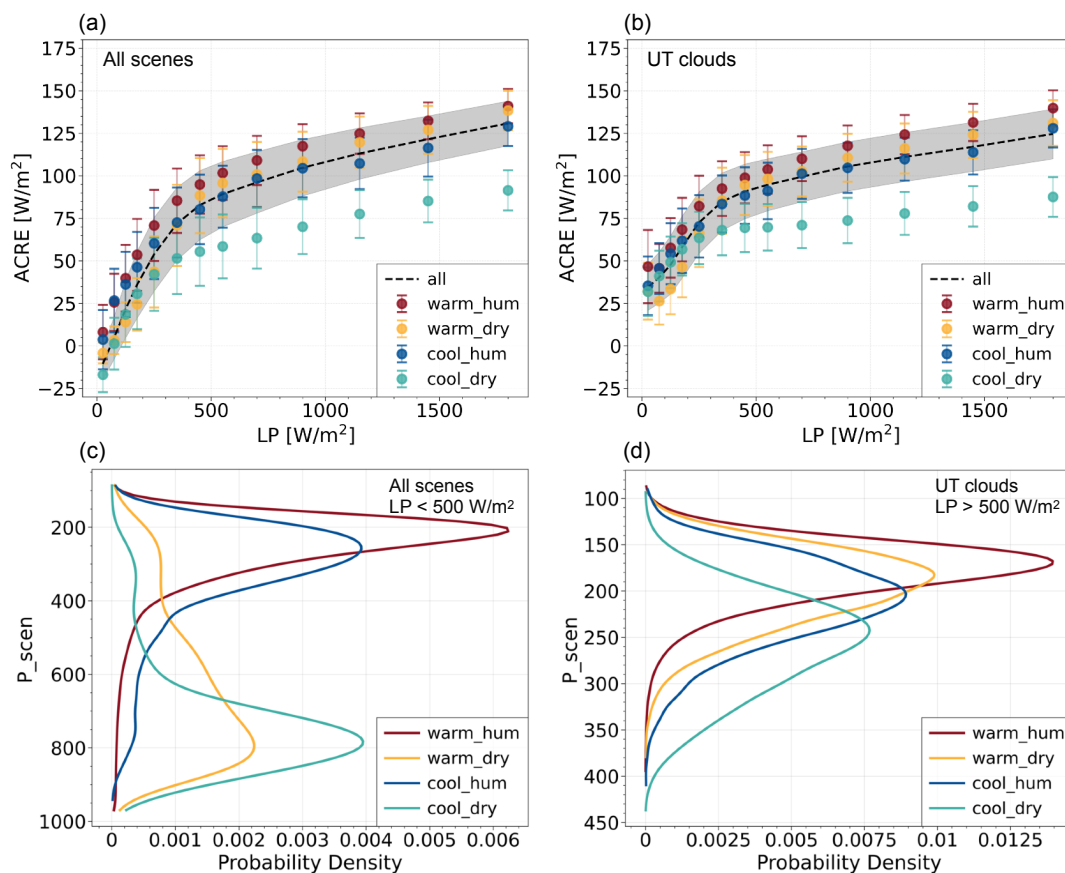 (a)
(b)
All scenes
UT clouds
ACRE [W/m²]
175
150
125
100
75
50
25
0
−25
0
500
1000
1500
LP [W/m²]
all
warm_hum
warm_dry
cool_hum
cool_dry
ACRE [W/m²]
175
150
125
100
75
50
25
0
−25
0
500
1000
1500
LP [W/m²]
all
warm_hum
warm_dry
cool_hum
cool_dry
(c)
(d)
All scenes
LP < 500 W/m²
P_scen
200
400
600
800
1000
0
0.001
0.002
0.003
0.004
0.005
0.006
Probability Density
warm_hum
warm_dry
cool_hum
cool_dry
UT clouds
LP > 500 W/m²
P_scen
100
150
200
250
300
350
400
450
0
0.0025
0.005
0.0075
0.01
0.0125
Probability Density
warm_hum
warm_dry
cool_hum
cool_dry